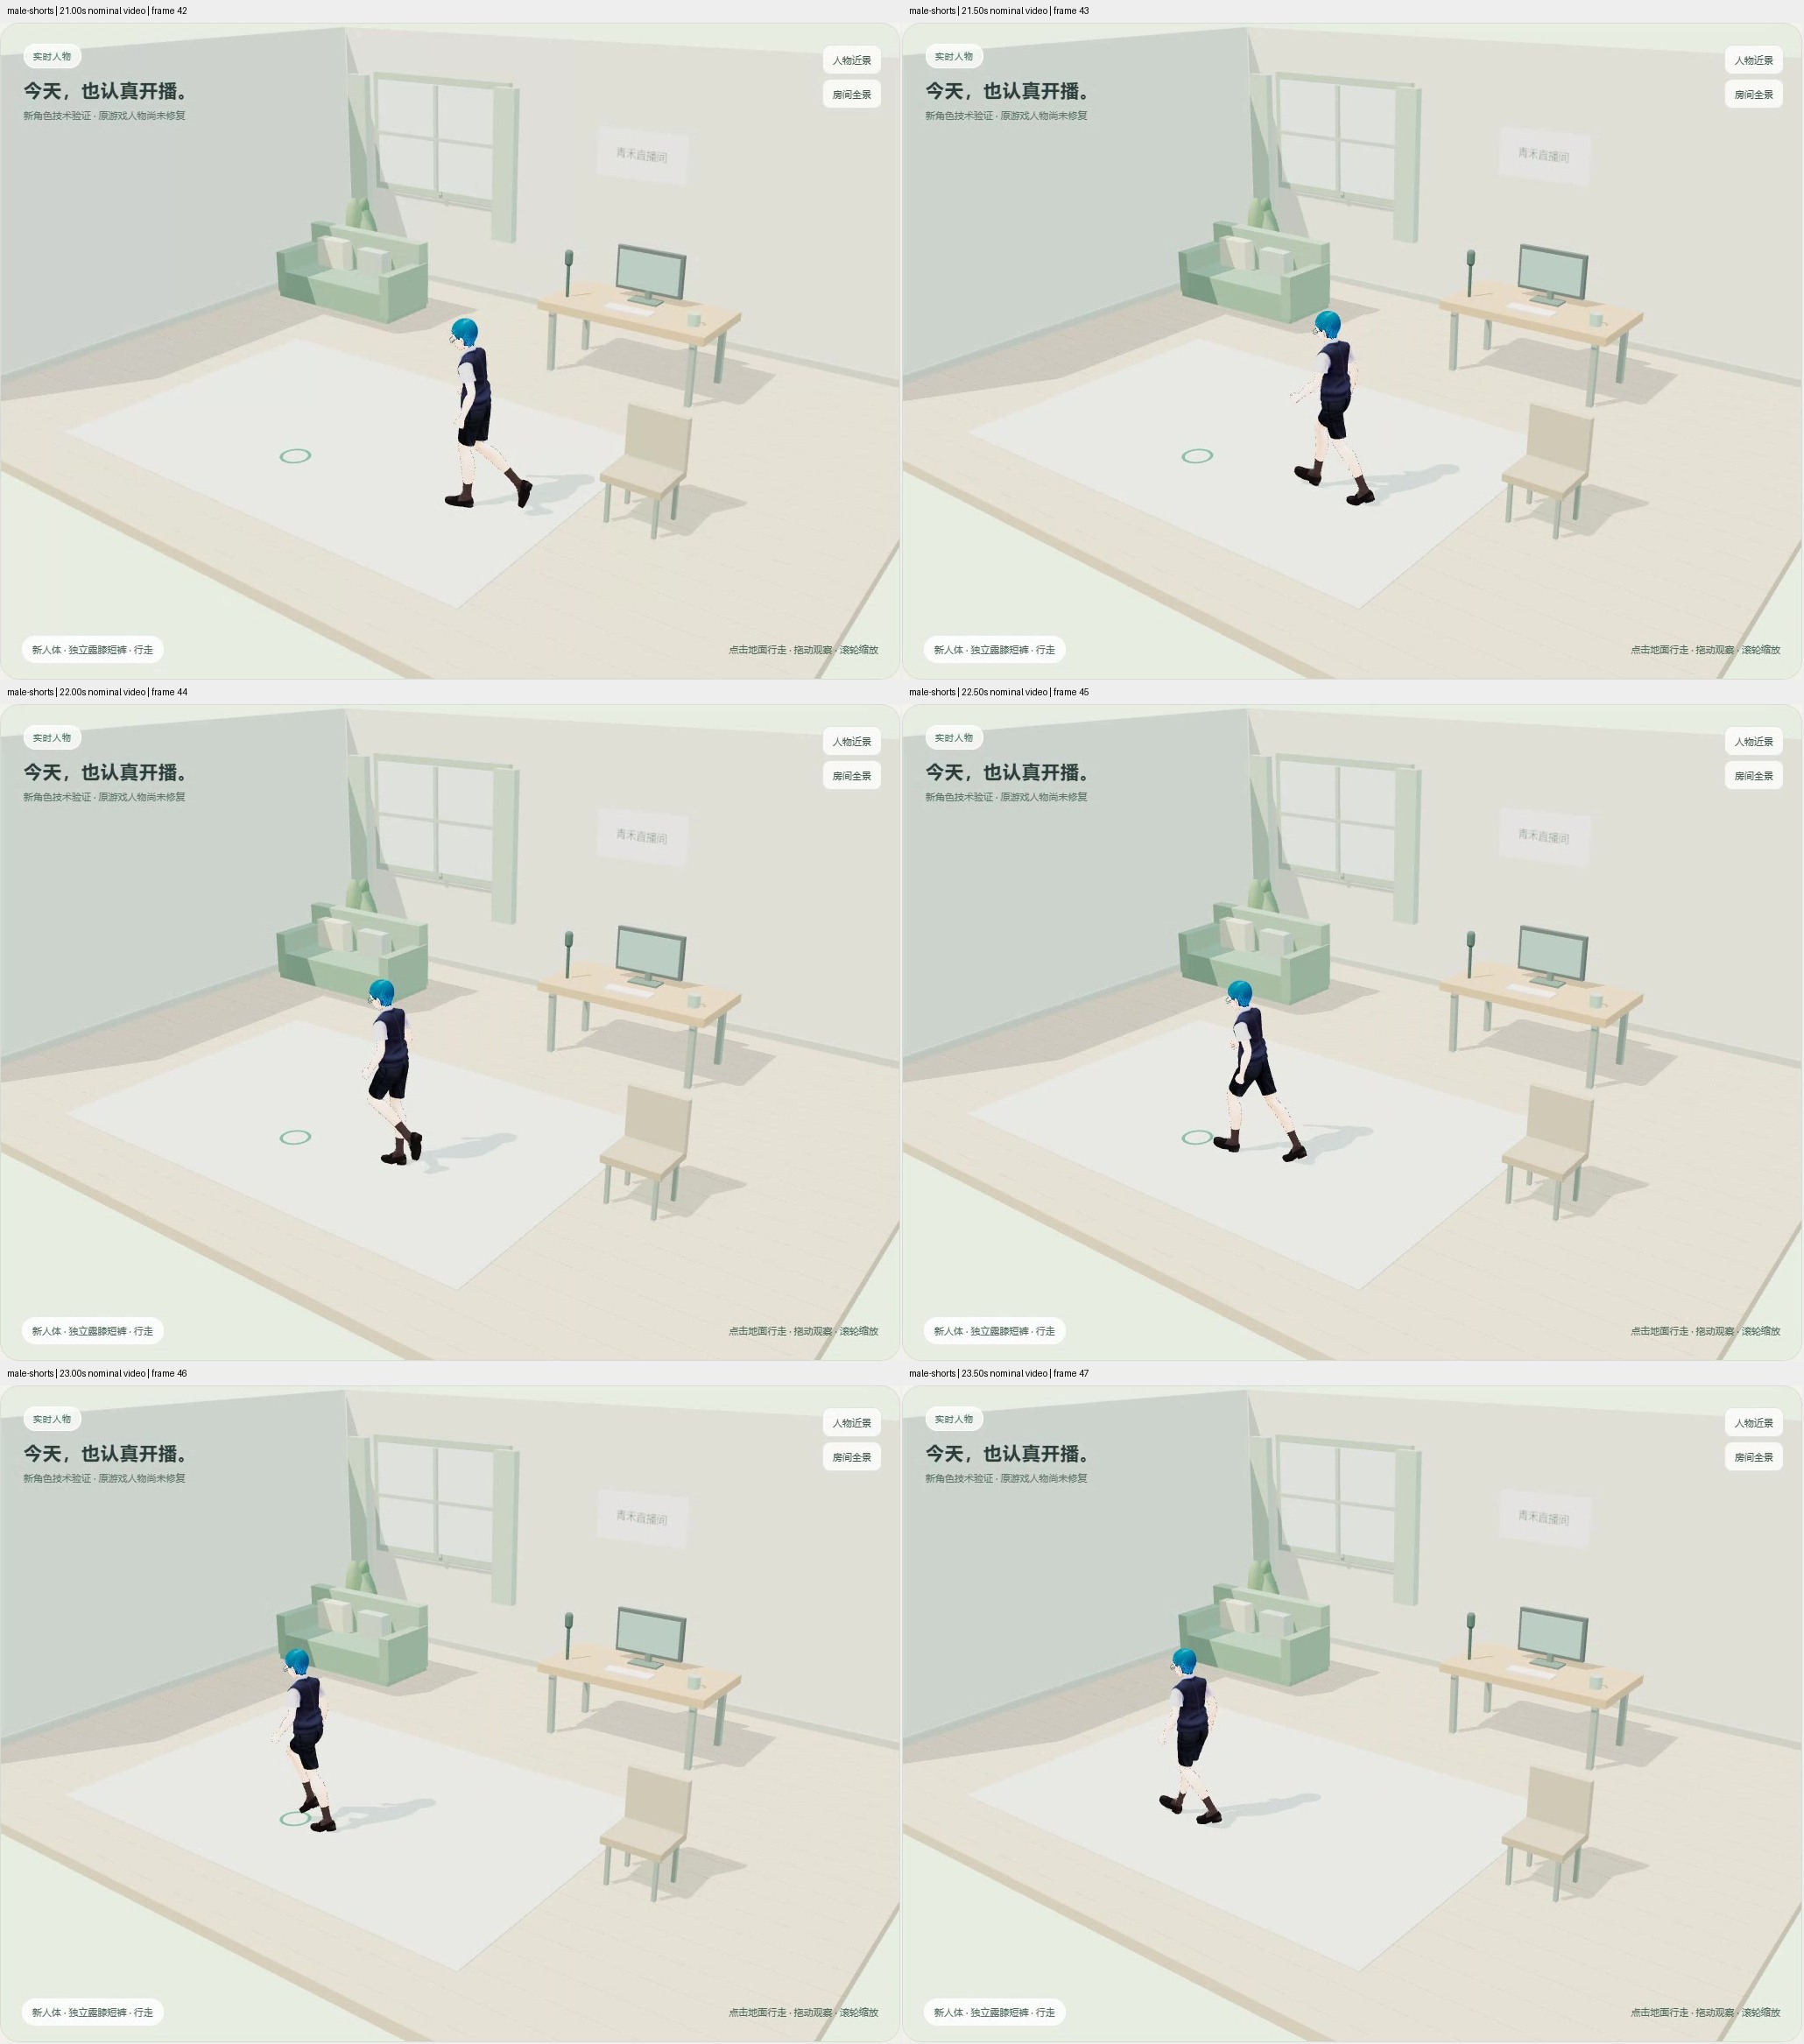 male-shorts | 21.00s nominal video | frame 42
实时人物
今天，也认真开播。
新角色技术验证 · 原游戏人物尚未修复
人物近景
房间全景
青禾直播间
新人体 · 独立露膝短裤 · 行走
点击地面行走 · 拖动观察 · 滚轮缩放
male-shorts | 21.50s nominal video | frame 43
实时人物
今天，也认真开播。
新角色技术验证 · 原游戏人物尚未修复
人物近景
房间全景
青禾直播间
新人体 · 独立露膝短裤 · 行走
点击地面行走 · 拖动观察 · 滚轮缩放
male-shorts | 22.00s nominal video | frame 44
实时人物
今天，也认真开播。
新角色技术验证 · 原游戏人物尚未修复
人物近景
房间全景
青禾直播间
新人体 · 独立露膝短裤 · 行走
点击地面行走 · 拖动观察 · 滚轮缩放
male-shorts | 22.50s nominal video | frame 45
实时人物
今天，也认真开播。
新角色技术验证 · 原游戏人物尚未修复
人物近景
房间全景
青禾直播间
新人体 · 独立露膝短裤 · 行走
点击地面行走 · 拖动观察 · 滚轮缩放
male-shorts | 23.00s nominal video | frame 46
实时人物
今天，也认真开播。
新角色技术验证 · 原游戏人物尚未修复
人物近景
房间全景
青禾直播间
新人体 · 独立露膝短裤 · 行走
点击地面行走 · 拖动观察 · 滚轮缩放
male-shorts | 23.50s nominal video | frame 47
实时人物
今天，也认真开播。
新角色技术验证 · 原游戏人物尚未修复
人物近景
房间全景
青禾直播间
新人体 · 独立露膝短裤 · 行走
点击地面行走 · 拖动观察 · 滚轮缩放